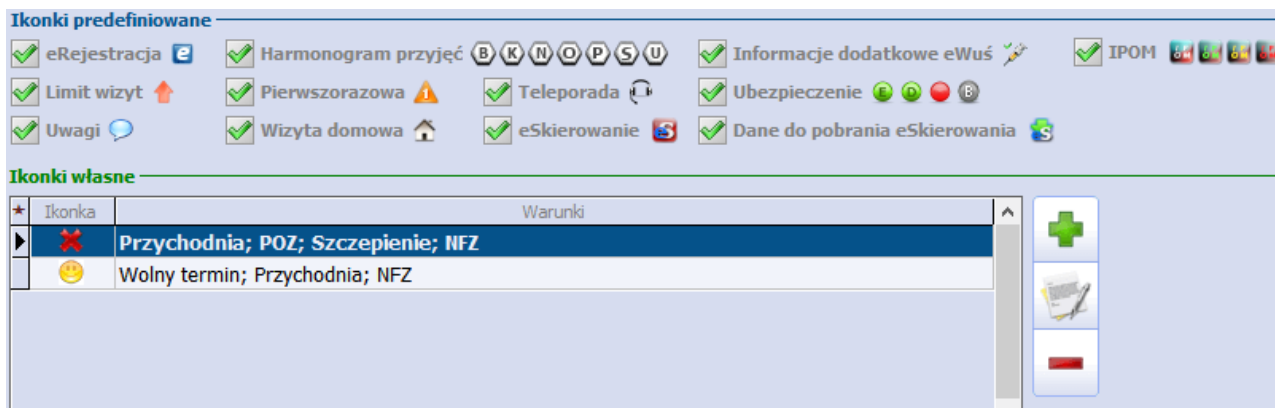 Ikonki predefiniowane
eRejestracja e Harmonogram przyjęć B K N O P S U Informacje dodatkowe eWuś IPOM
Limit wizyt Pierwszorazowa Teleporada Ubezpieczenie E D B
Uwagi Wizyta domowa eSkierowanie S Dane do pobrania eSkierowania S
Ikonki własne
Ikonka Warunki
Przychodnia; POZ; Szczepienie; NFZ
Wolny termin; Przychodnia; NFZ